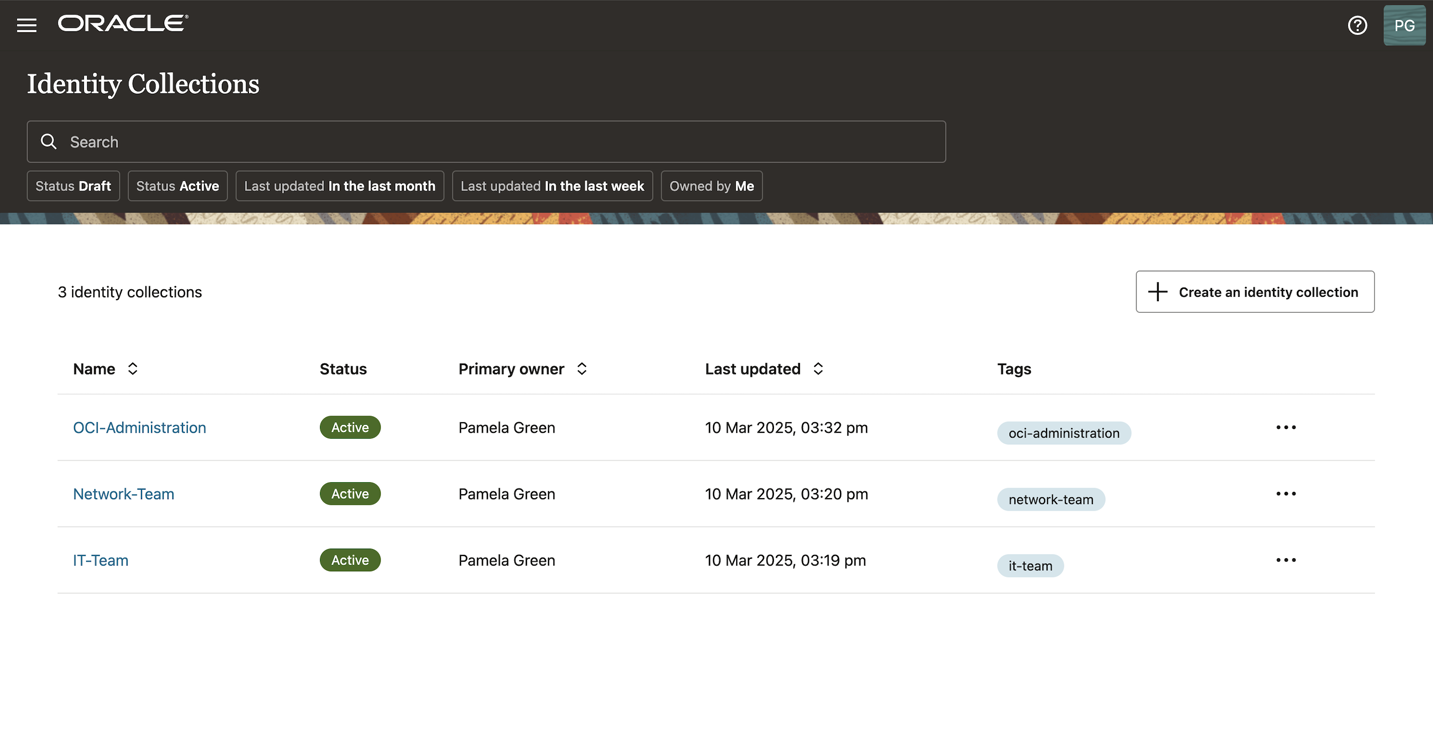 ORACLE®
PG
Identity Collections
Search
Status Draft Status Active Last updated In the last month Last updated In the last week Owned by Me
3 identity collections Create an identity collection
Name Status Primary owner Last updated Tags
OCI-Administration Active Pamela Green 10 Mar 2025, 03:32 pm oci-administration
Network-Team Active Pamela Green 10 Mar 2025, 03:20 pm network-team
IT-Team Active Pamela Green 10 Mar 2025, 03:19 pm it-team